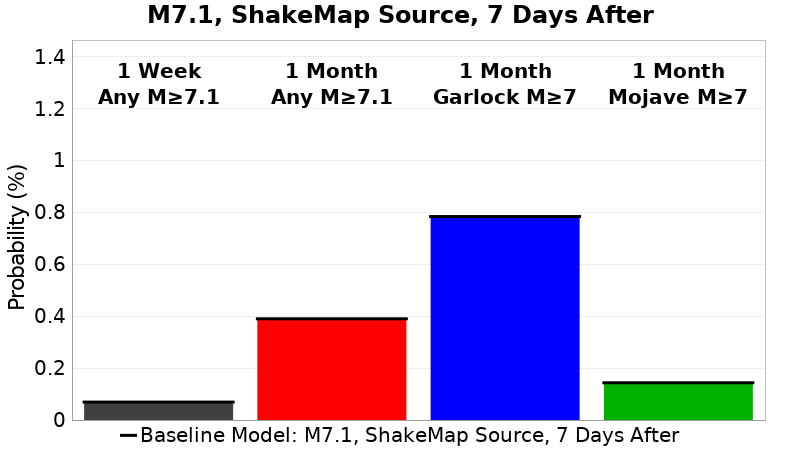 M7.1, ShakeMap Source, 7 Days After
1 Week
Any M≥7.1
1 Month
Any M≥7.1
1 Month
Garlock M≥7
1 Month
Mojave M≥7
Probability (%)
1.4
1.2
1
0.8
0.6
0.4
0.2
0
Baseline Model: M7.1, ShakeMap Source, 7 Days After